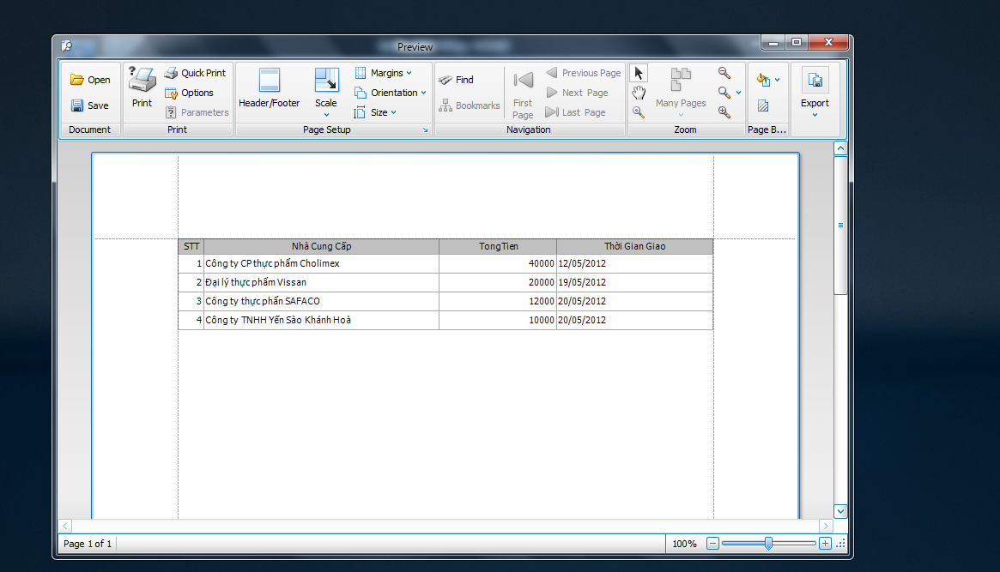 Preview
Open
Save
Document
Print
Quick Print
Options
Parameters
Print
Header/Footer
Scale
Margins
Orientation
Size
Page Setup
Find
Bookmarks
First
Page
Previous Page
Next Page
Last Page
Navigation
Many Pages
Zoom
Page B...
Export
STT Nhà Cung Cấp TongTien Thời Gian Giao
1 Công ty CP thực phẩm Cholimex 40000 12/05/2012
2 Đại lý thực phẩm Vissan 20000 19/05/2012
3 Công ty thực phẩn SAFACO 12000 20/05/2012
4 Công ty TNHH Yến Sào Khánh Hoà 10000 20/05/2012
Page 1 of 1 100%